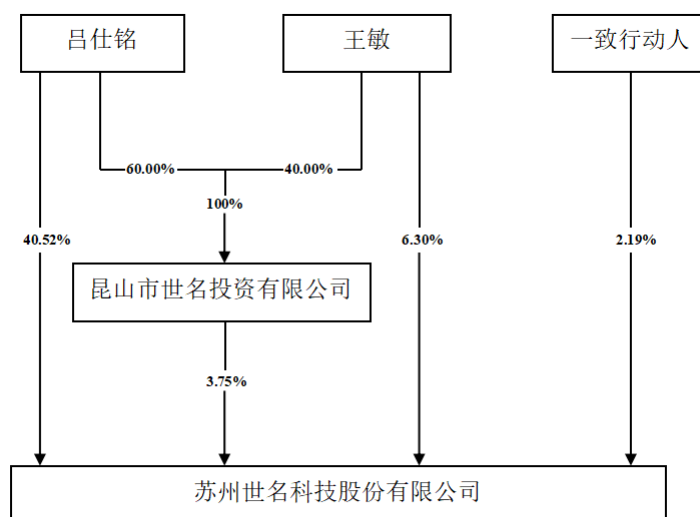 吕仕铭
王敏
一致行动人
60.00%
40.00%
100%
40.52%
6.30%
2.19%
昆山市世名投资有限公司
3.75%
苏州世名科技股份有限公司